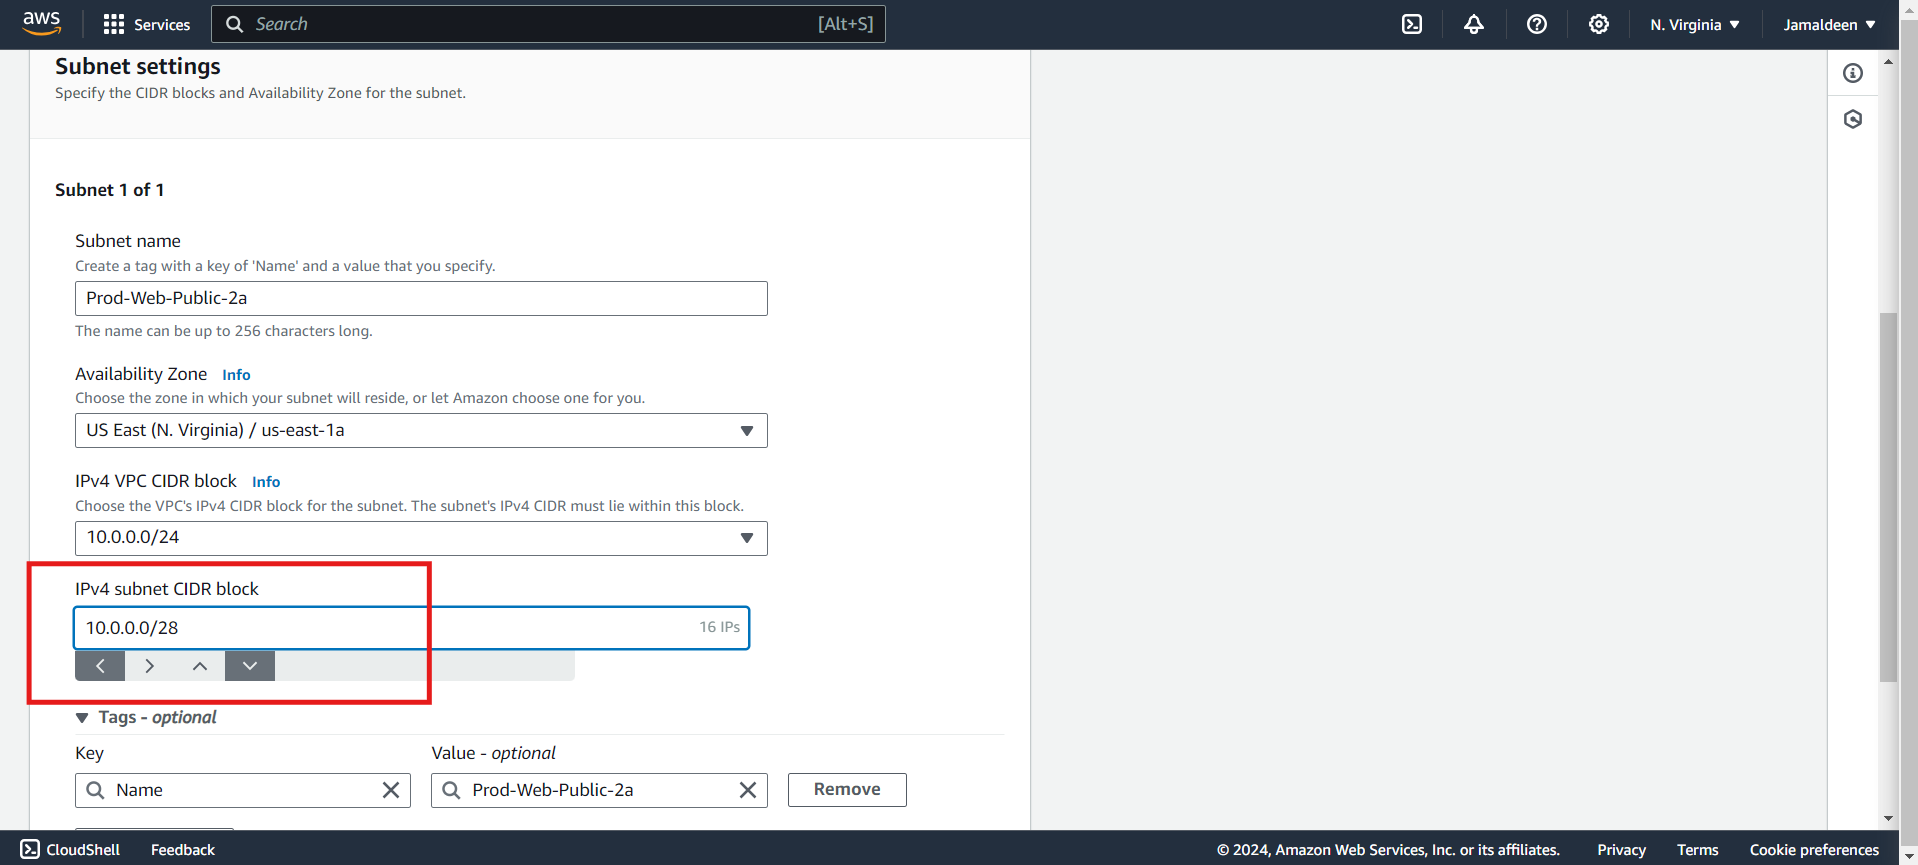 aws
Services
Search
[Alt+S]
N. Virginia
Jamaldeen
Subnet settings
Specify the CIDR blocks and Availability Zone for the subnet.
Subnet 1 of 1
Subnet name
Create a tag with a key of 'Name' and a value that you specify.
Prod-Web-Public-2a
The name can be up to 256 characters long.
Availability Zone Info
Choose the zone in which your subnet will reside, or let Amazon choose one for you.
US East (N. Virginia) / us-east-1a
IPv4 VPC CIDR block Info
Choose the VPC's IPv4 CIDR block for the subnet. The subnet's IPv4 CIDR must lie within this block.
10.0.0.0/24
IPv4 subnet CIDR block
10.0.0.0/28 16 IPs
Tags - optional
Key Value - optional
Name Prod-Web-Public-2a Remove
CloudShell Feedback © 2024, Amazon Web Services, Inc. or its affiliates. Privacy Terms Cookie preferences